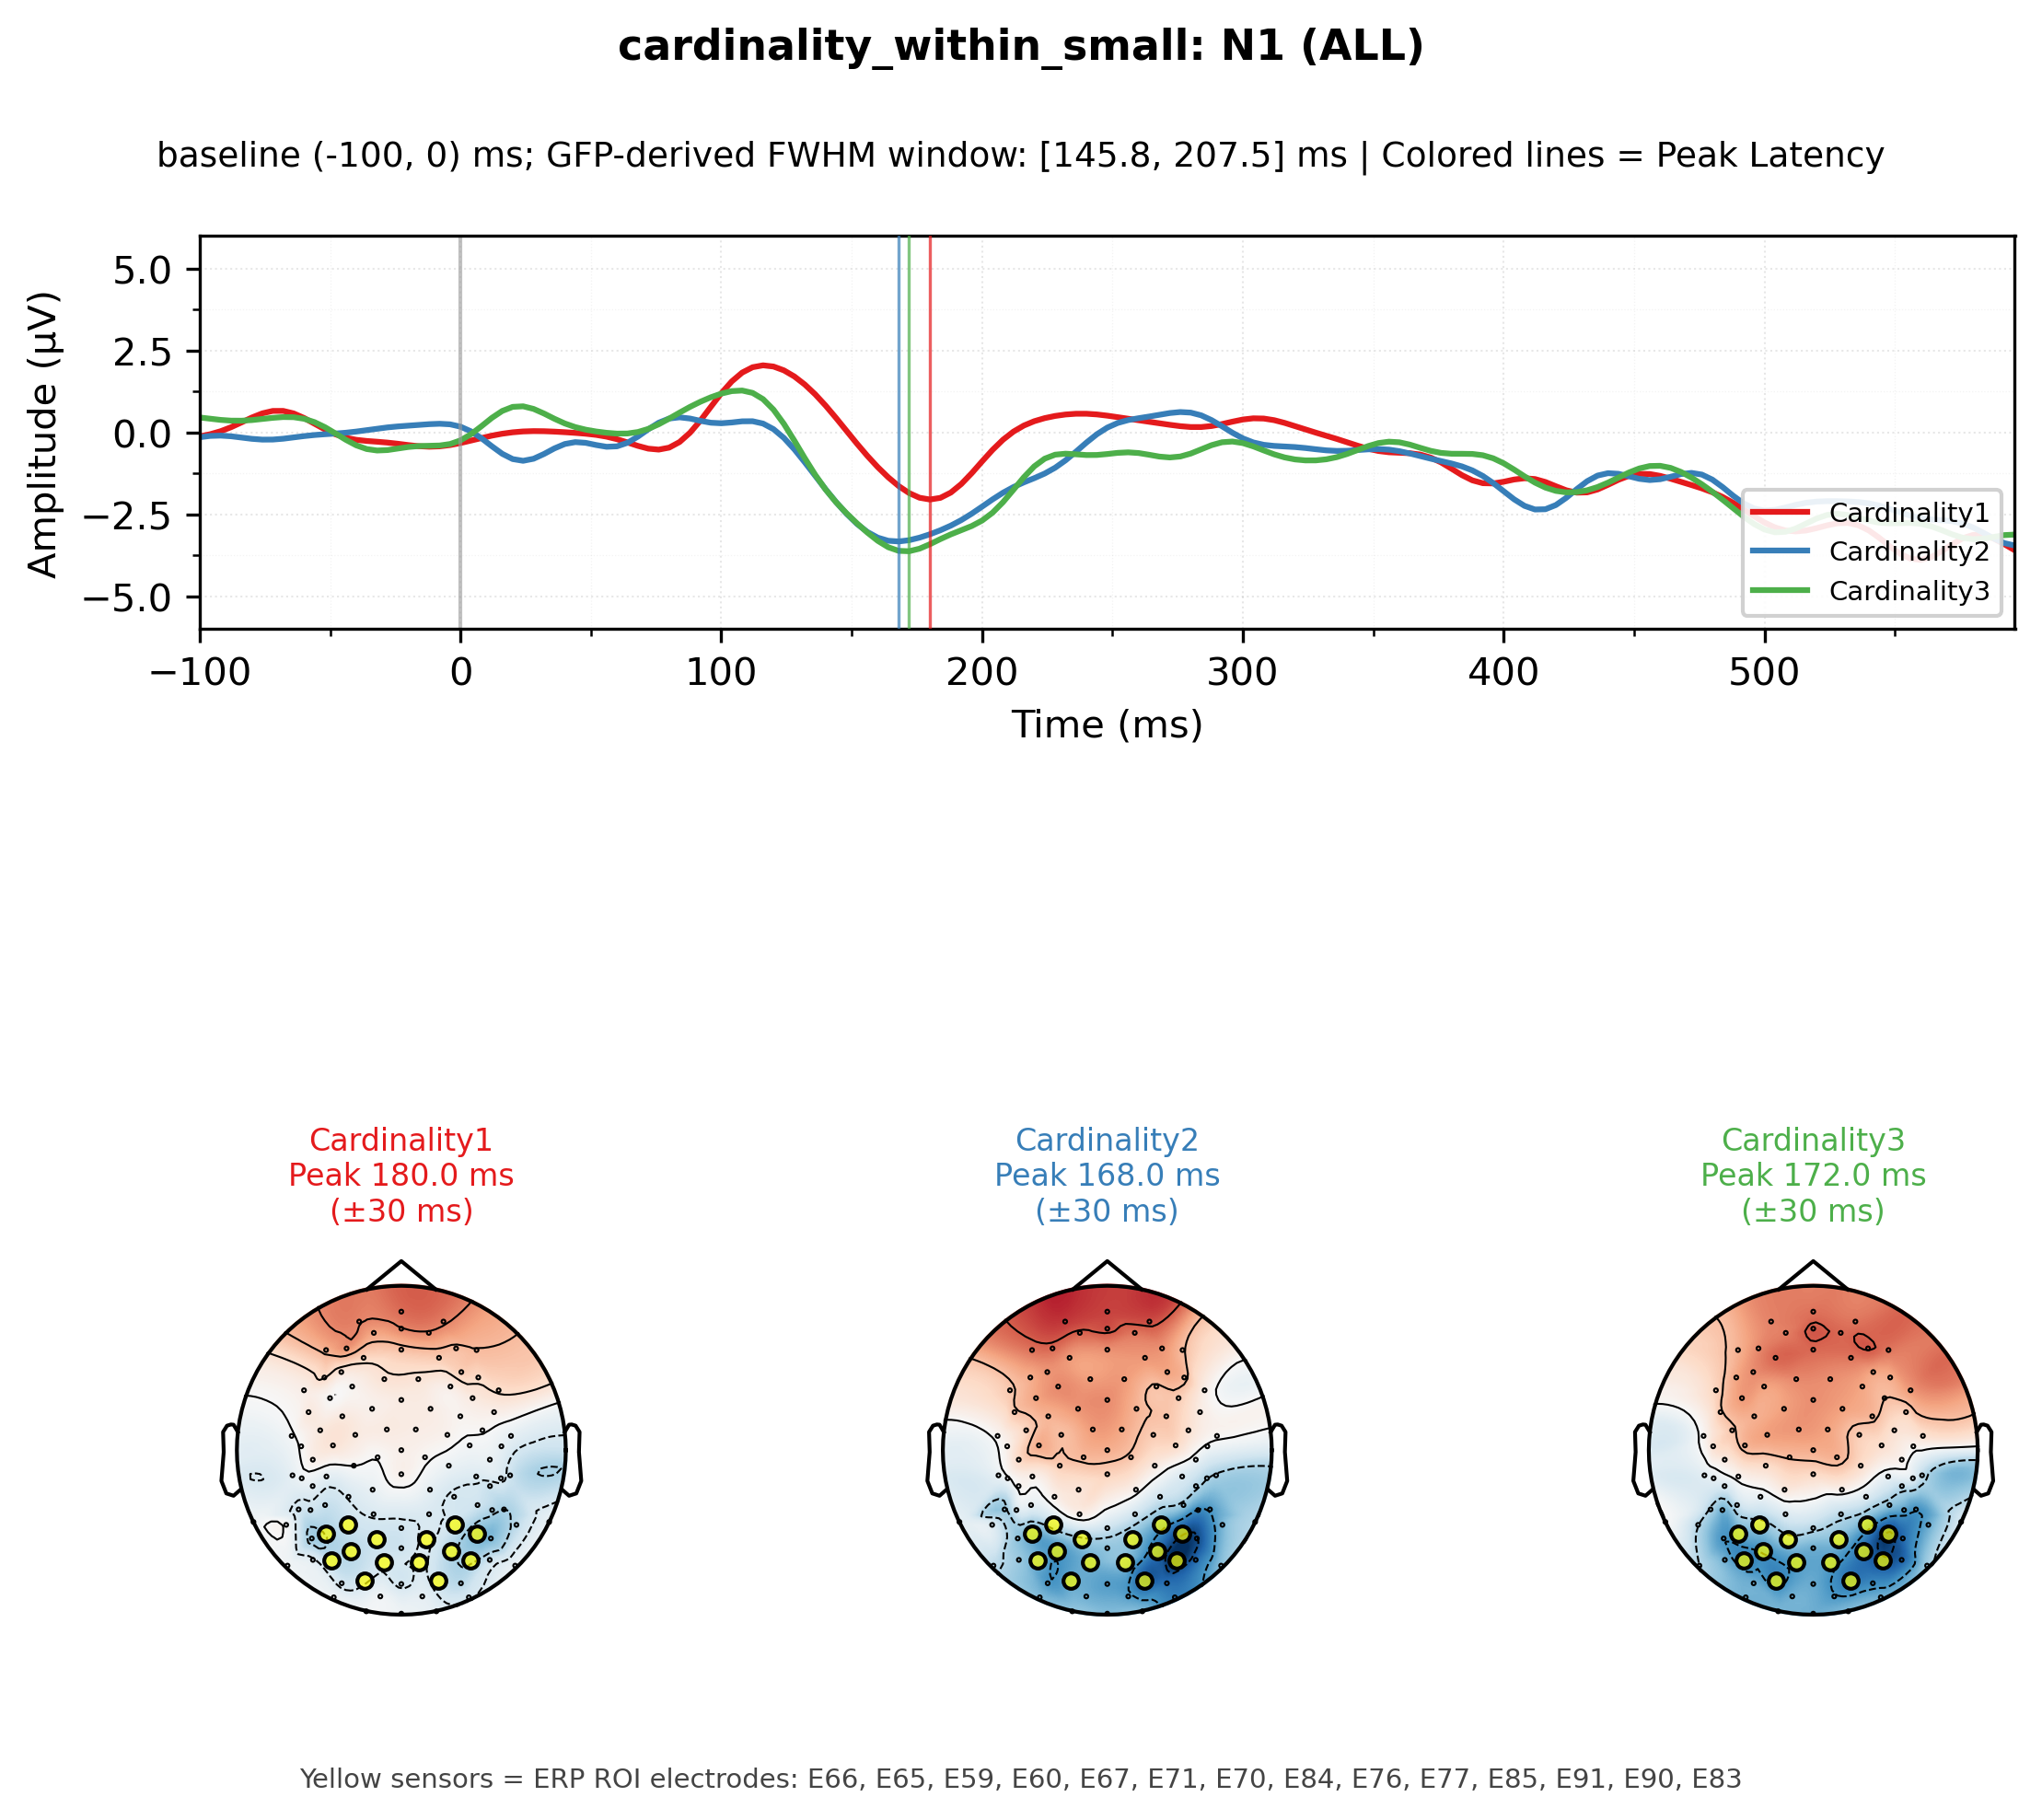 cardinality_within_small: N1 (ALL)
baseline (-100, 0) ms; GFP-derived FWHM window: [145.8, 207.5] ms | Colored lines = Peak Latency
Amplitude (µV)
5.0
2.5
0.0
−2.5
−5.0
Cardinality1
Cardinality2
Cardinality3
−100
0
100
200
300
400
500
Time (ms)
Cardinality1
Peak 180.0 ms
(±30 ms)
Cardinality2
Peak 168.0 ms
(±30 ms)
Cardinality3
Peak 172.0 ms
(±30 ms)
Yellow sensors = ERP ROI electrodes: E66, E65, E59, E60, E67, E71, E70, E84, E76, E77, E85, E91, E90, E83